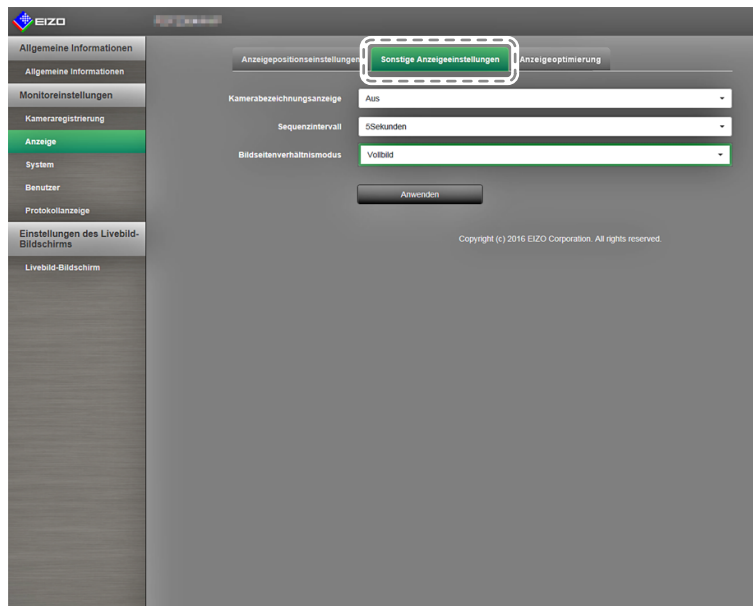 EIZO
Allgemeine Informationen
Allgemeine Informationen
Monitoreinstellungen
Kameraregistrierung
Anzeige
System
Benutzer
Protokollanzeige
Einstellungen des Livebild-
Bildschirms
Livebild-Bildschirm
Anzeigepositionseinstellungen
Sonstige Anzeigeeinstellungen
Anzeigeoptimierung
Kamerabezeichnungsanzeige Aus
Sequenzintervall 5Sekunden
Bildseitenverhältnismodus Vollbild
Anwenden
Copyright (c) 2016 EIZO Corporation. All rights reserved.